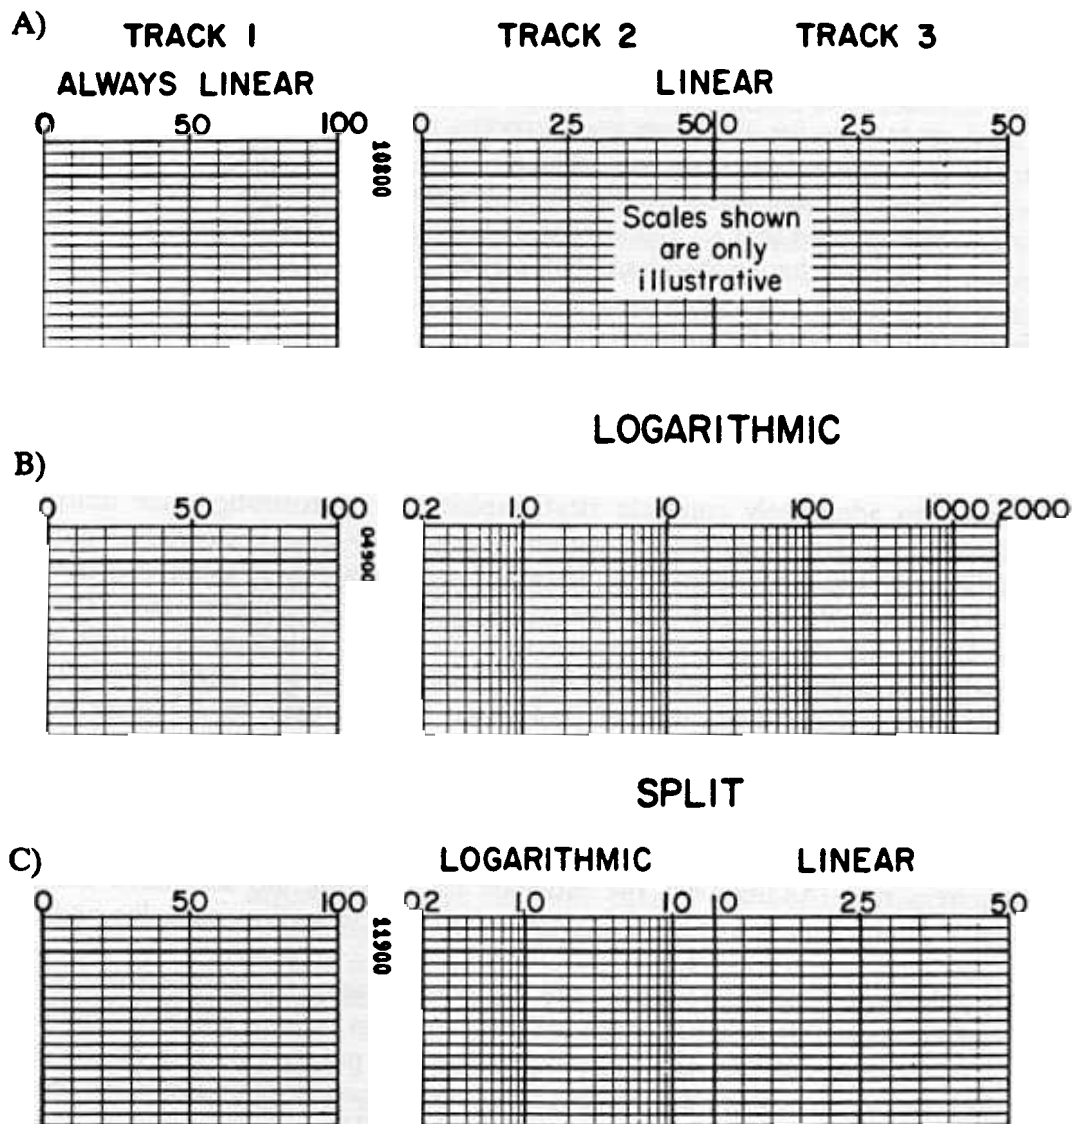 A)
TRACK 1 TRACK 2 TRACK 3
ALWAYS LINEAR LINEAR
0 50 100 0 25 50 0 25 50
10800
Scales shown
are only
illustrative
LOGARITHMIC
B)
0 50 100 0.2 1.0 10 100 1000 2000
04900
SPLIT
C)
LOGARITHMIC LINEAR
0 50 100 0.2 1.0 10 0 25 50
11900